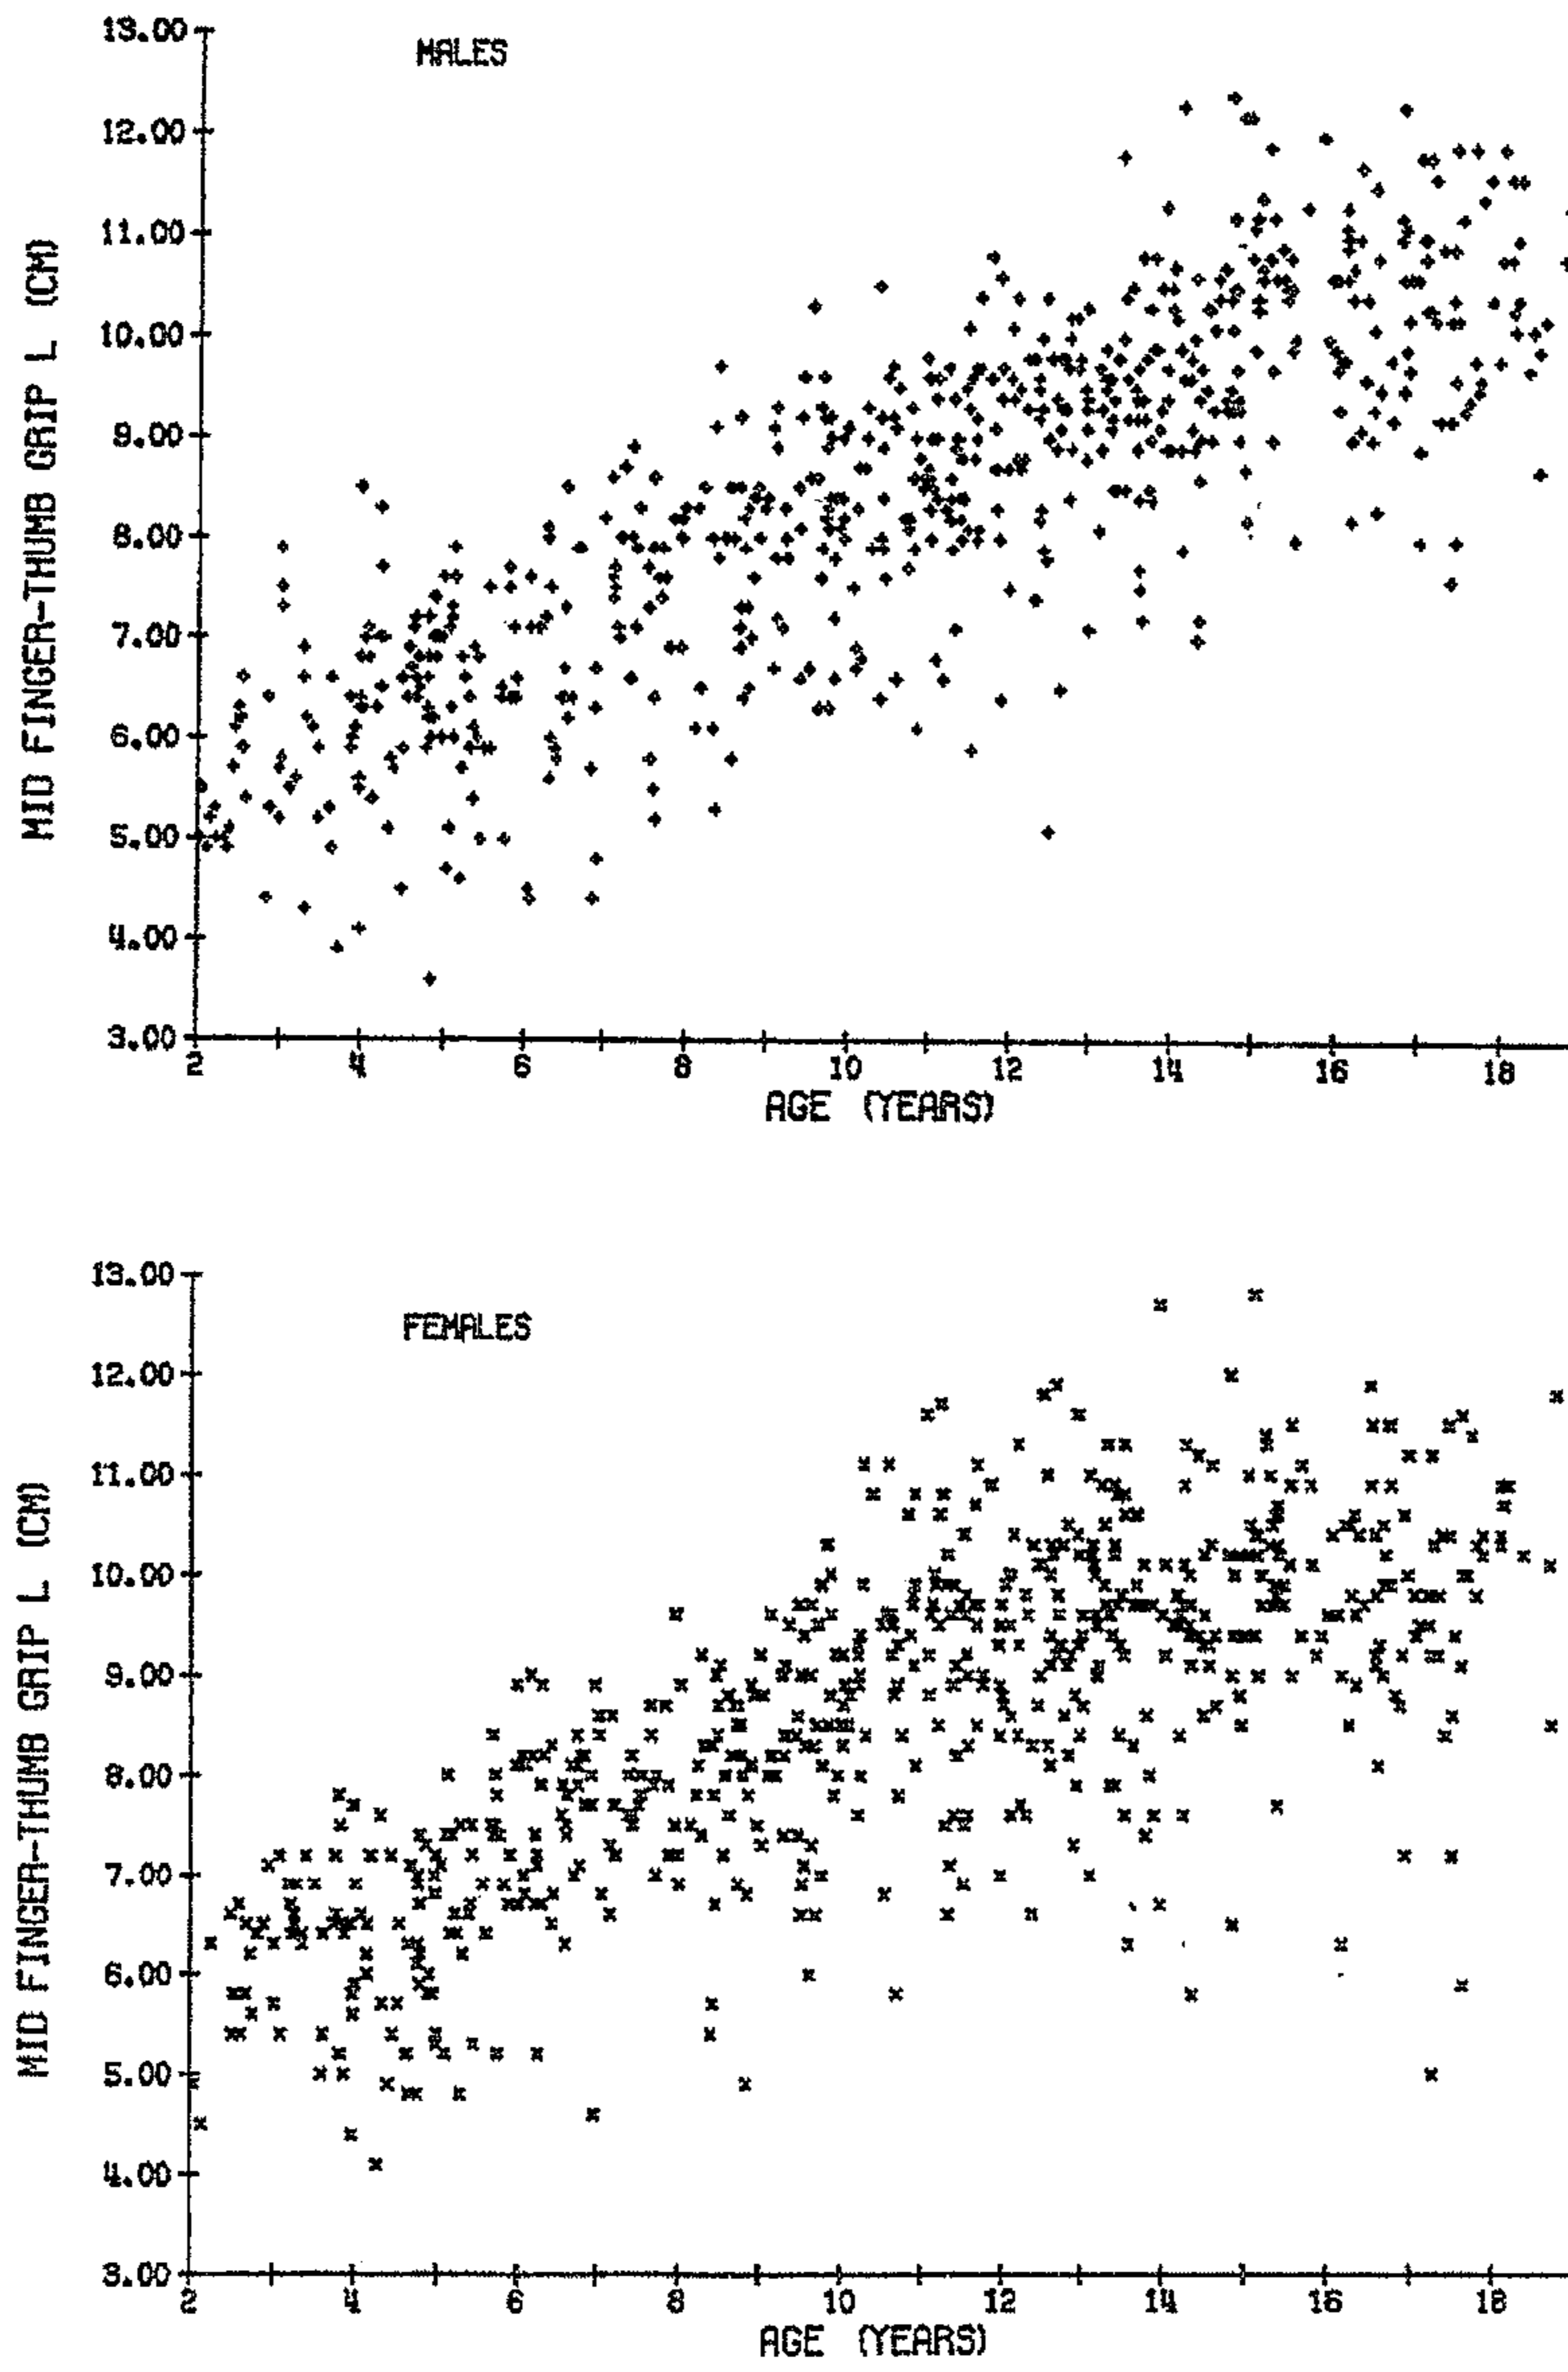 MALES
13.00
12.00
11.00
10.00
9.00
8.00
7.00
6.00
5.00
4.00
3.00
MID FINGER-THUMB GRIP L (CM)
2 4 6 8 10 12 14 16 18
AGE (YEARS)
FEMALES
13.00
12.00
11.00
10.00
9.00
8.00
7.00
6.00
5.00
4.00
3.00
MID FINGER-THUMB GRIP L (CM)
2 4 6 8 10 12 14 16 18
AGE (YEARS)